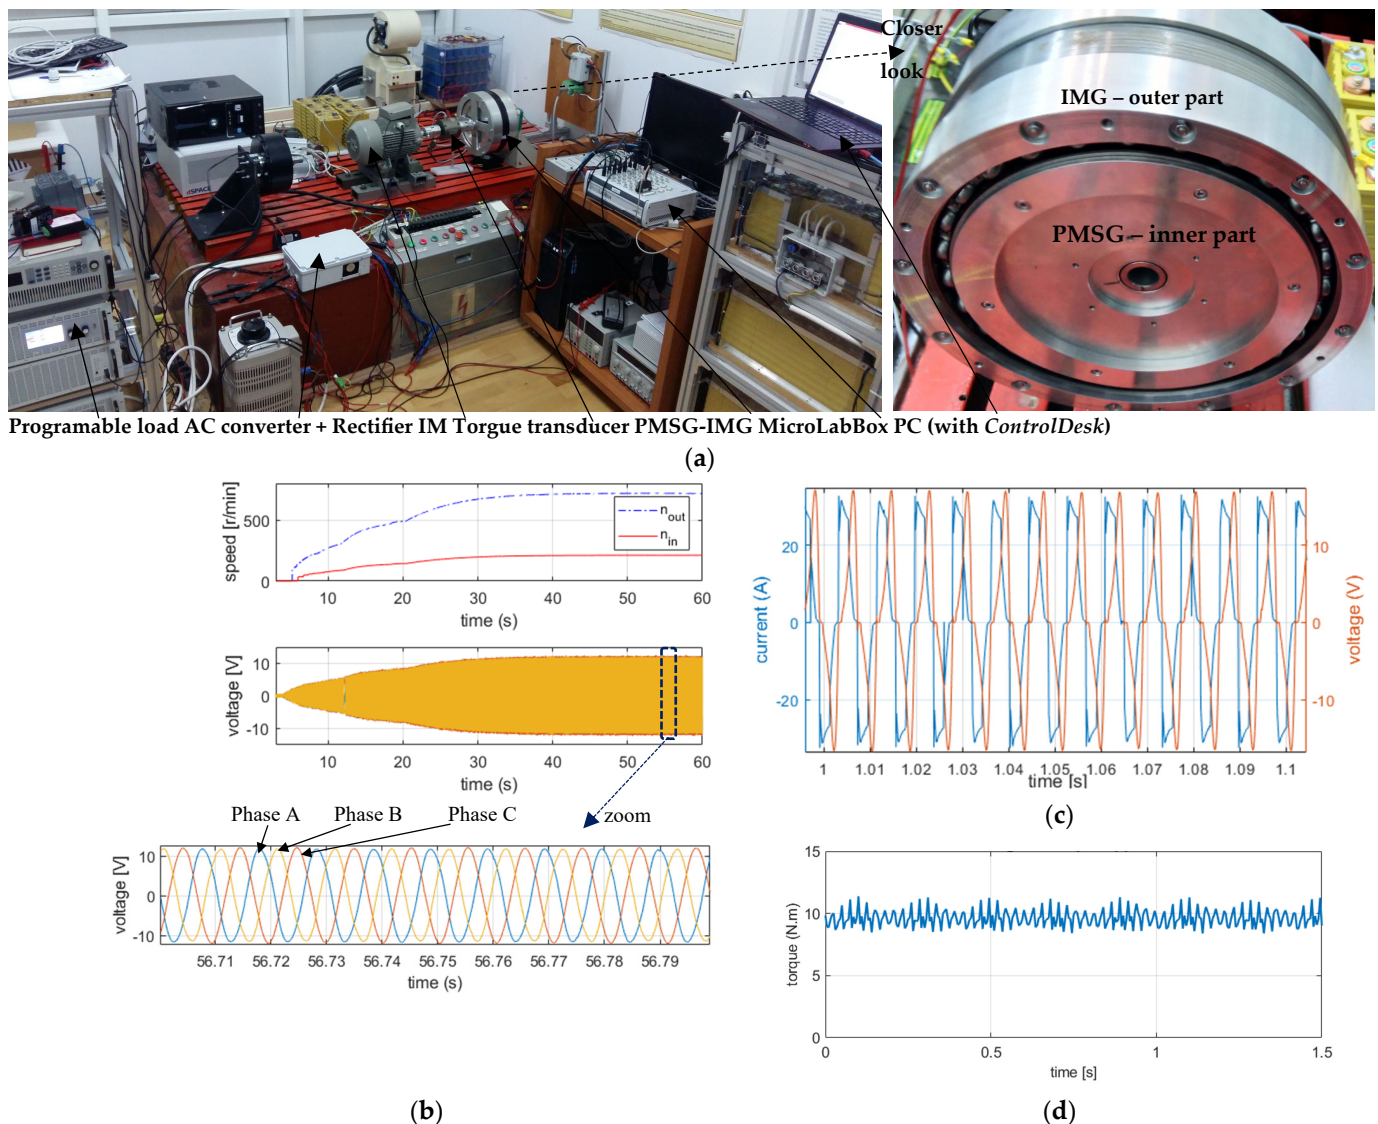 Closer
look
IMG – outer part
PMSG – inner part
dSPACE
Programable load AC converter + Rectifier IM Torgue transducer PMSG-IMG MicroLabBox PC (with ControlDesk)
(a)
speed [r/min]
500
0
n_out
n_in
10 20 30 40 50 60
time (s)
voltage [V]
10
0
-10
10 20 30 40 50 60
time (s)
zoom
Phase A Phase B Phase C
voltage [V]
10
0
-10
56.71 56.72 56.73 56.74 56.75 56.76 56.77 56.78 56.79
time (s)
(b)
current (A)
20
0
-20
voltage (V)
10
0
-10
1 1.01 1.02 1.03 1.04 1.05 1.06 1.07 1.08 1.09 1.1
time [s]
(c)
torque (N.m)
15
10
5
0
0 0.5 1 1.5
time [s]
(d)